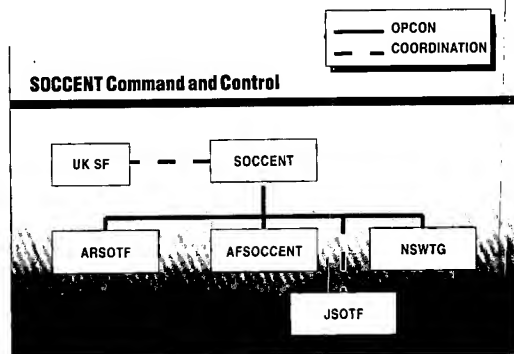 OPCON
COORDINATION
SOCCENT Command and Control
UK SF
SOCCENT
ARSOTF
AFSOCCENT
NSWTG
JSOTF